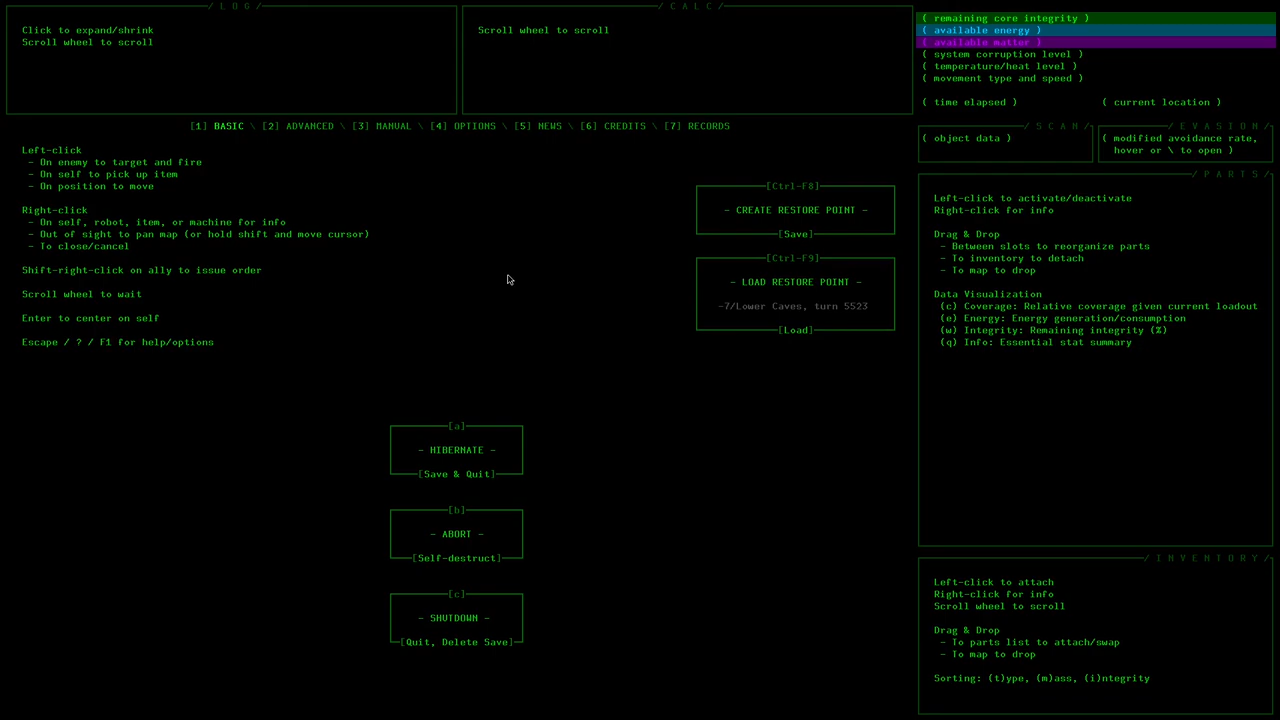 / L O G /
Click to expand/shrink
Scroll wheel to scroll
/ C A L C /
Scroll wheel to scroll
( remaining core integrity )
( available energy )
( available matter )
( system corruption level )
( temperature/heat level )
( movement type and speed )
( time elapsed )
( current location )
/ S C A N /
( object data )
/ E V A S I O N /
( modified avoidance rate,
hover or \ to open )
[1] BASIC \ [2] ADVANCED \ [3] MANUAL \ [4] OPTIONS \ [5] NEWS \ [6] CREDITS \ [7] RECORDS
Left-click
- On enemy to target and fire
- On self to pick up item
- On position to move
Right-click
- On self, robot, item, or machine for info
- Out of sight to pan map (or hold shift and move cursor)
- To close/cancel
Shift-right-click on ally to issue order
Scroll wheel to wait
Enter to center on self
Escape / ? / F1 for help/options
[Ctrl-F8]
- CREATE RESTORE POINT -
[Save]
[Ctrl-F9]
- LOAD RESTORE POINT -
-7/Lower Caves, turn 5523
[Load]
[a]
- HIBERNATE -
[Save & Quit]
[b]
- ABORT -
[Self-destruct]
[c]
- SHUTDOWN -
[Quit, Delete Save]
/ P A R T S /
Left-click to activate/deactivate
Right-click for info
Drag & Drop
- Between slots to reorganize parts
- To inventory to detach
- To map to drop
Data Visualization
(c) Coverage: Relative coverage given current loadout
(e) Energy: Energy generation/consumption
(w) Integrity: Remaining integrity (%)
(q) Info: Essential stat summary
/ I N V E N T O R Y /
Left-click to attach
Right-click for info
Scroll wheel to scroll
Drag & Drop
- To parts list to attach/swap
- To map to drop
Sorting: (t)ype, (m)ass, (i)ntegrity